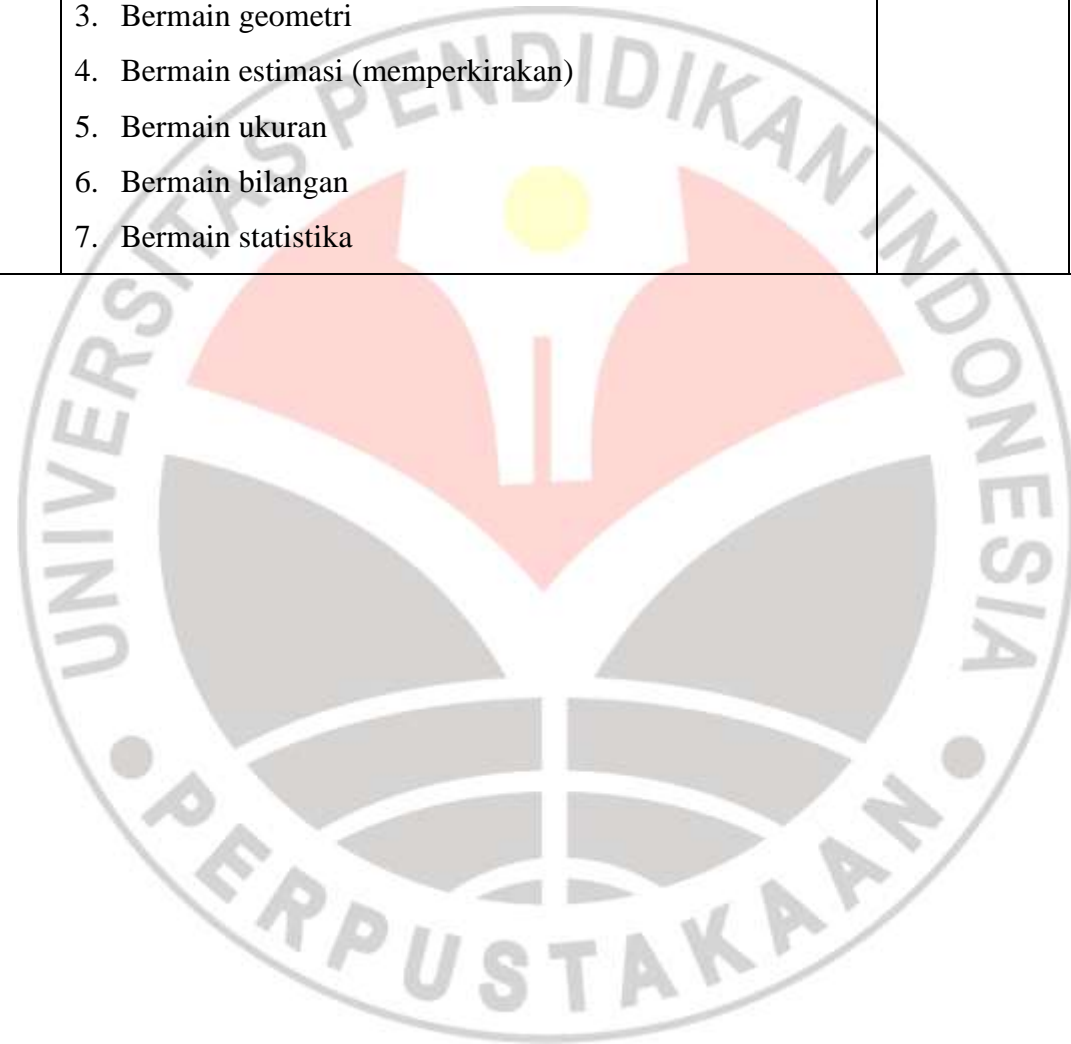 3. Bermain geometri
4. Bermain estimasi (memperkirakan)
5. Bermain ukuran
6. Bermain bilangan
7. Bermain statistika
UNIVERSITAS PENDIDIKAN INDONESIA
PERPUSTAKAAN